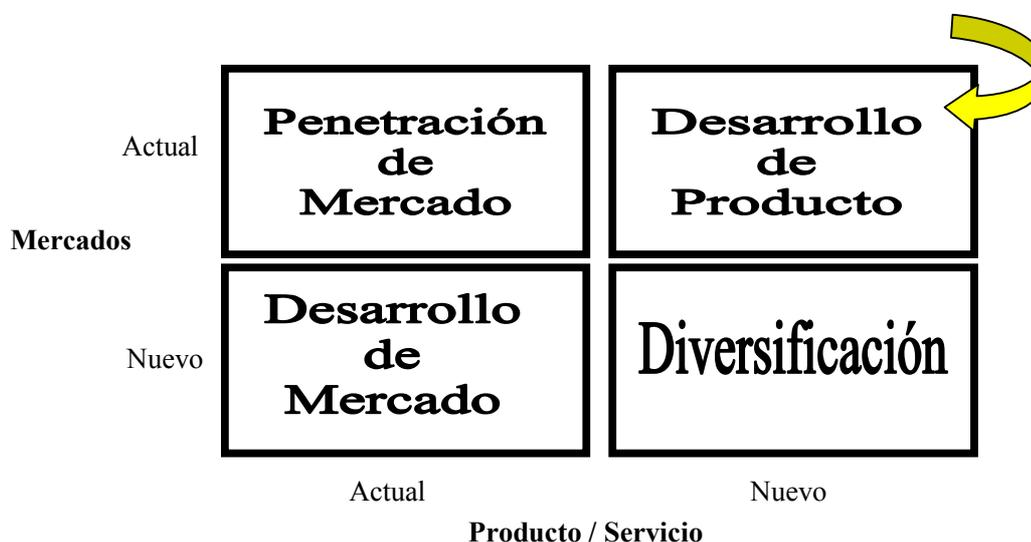 Actual
Penetración
de
Mercado
Desarrollo
de
Producto
Mercados
Nuevo
Desarrollo
de
Mercado
Diversificación
Actual
Nuevo
Producto / Servicio